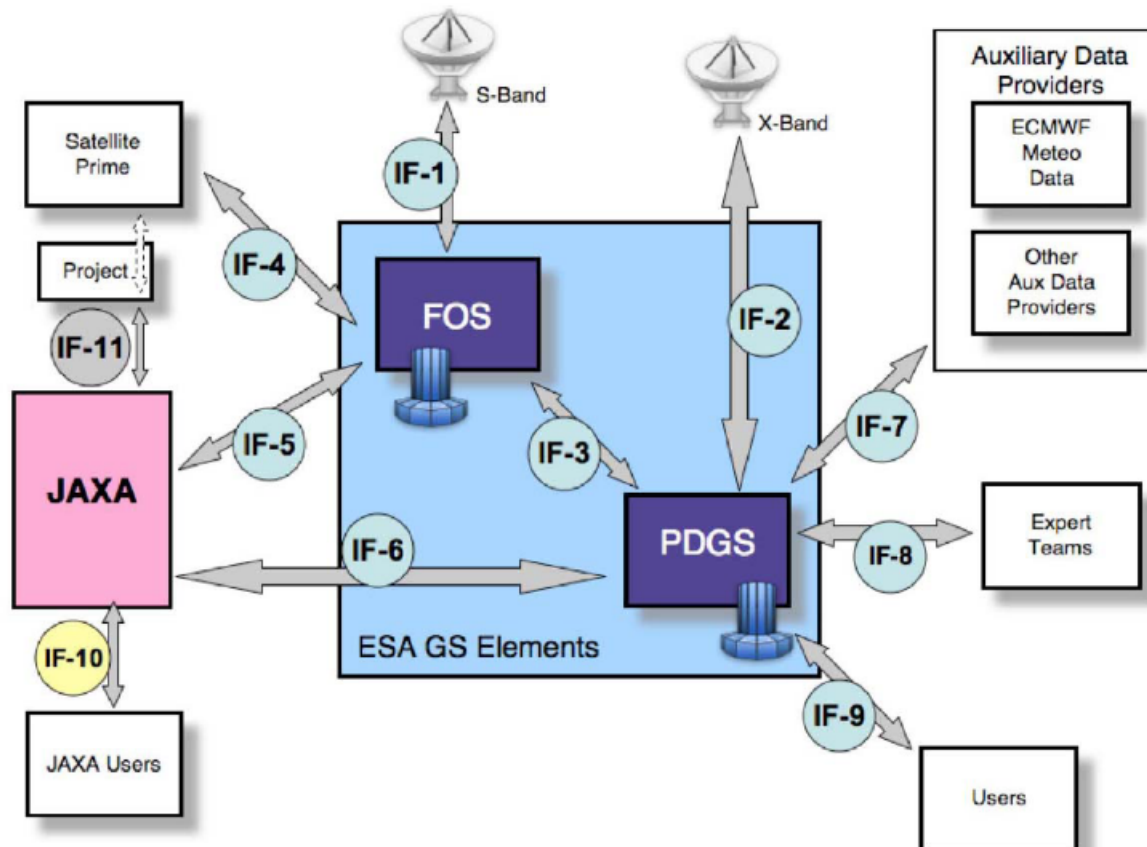 S-Band
X-Band
Auxiliary Data
Providers
ECMWF
Meteo
Data
Other
Aux Data
Providers
Satellite
Prime
Project
IF-1
IF-4
IF-11
FOS
IF-2
IF-5
IF-3
IF-7
JAXA
PDGS
IF-6
IF-8
Expert
Teams
IF-10
ESA GS Elements
IF-9
JAXA Users
Users